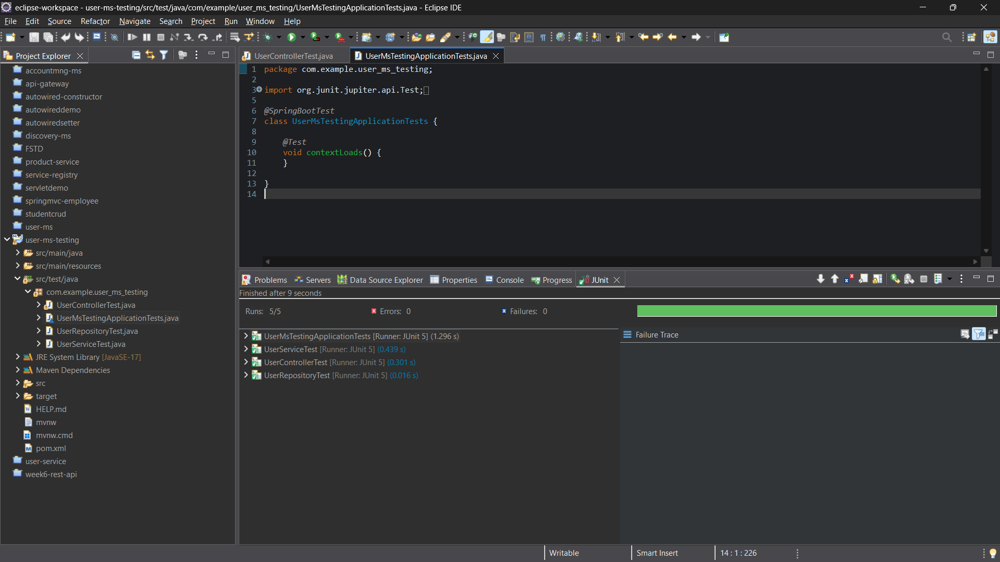 eclipse-workspace - user-ms-testing/src/test/java/com/example/user_ms_testing/UserMsTestingApplicationTests.java - Eclipse IDE
File Edit Source Refactor Navigate Search Project Run Window Help
Project Explorer
accountmng-ms
api-gateway
autowired-constructor
autowireddemo
autowiredsetter
discovery-ms
FSTD
product-service
service-registry
servletdemo
springmvc-employee
studentcrud
user-ms
user-ms-testing
src/main/java
src/main/resources
src/test/java
com.example.user_ms_testing
UserControllerTest.java
UserMsTestingApplicationTests.java
UserRepositoryTest.java
UserServiceTest.java
JRE System Library [JavaSE-17]
Maven Dependencies
src
target
HELP.md
mvnw
mvnw.cmd
pom.xml
user-service
week6-rest-api
UserControllerTest.java UserMsTestingApplicationTests.java
1 package com.example.user_ms_testing;
2
3 import org.junit.jupiter.api.Test;
5
6 @SpringBootTest
7 class UserMsTestingApplicationTests {
8
9 @Test
10 void contextLoads() {
11 }
12
13 }
14
Problems Servers Data Source Explorer Properties Console Progress JUnit
Finished after 9 seconds
Runs: 5/5 Errors: 0 Failures: 0
UserMsTestingApplicationTests [Runner: JUnit 5] (1.296 s)
UserServiceTest [Runner: JUnit 5] (0.439 s)
UserControllerTest [Runner: JUnit 5] (0.301 s)
UserRepositoryTest [Runner: JUnit 5] (0.016 s)
Failure Trace
Writable Smart Insert 14 : 1 : 226